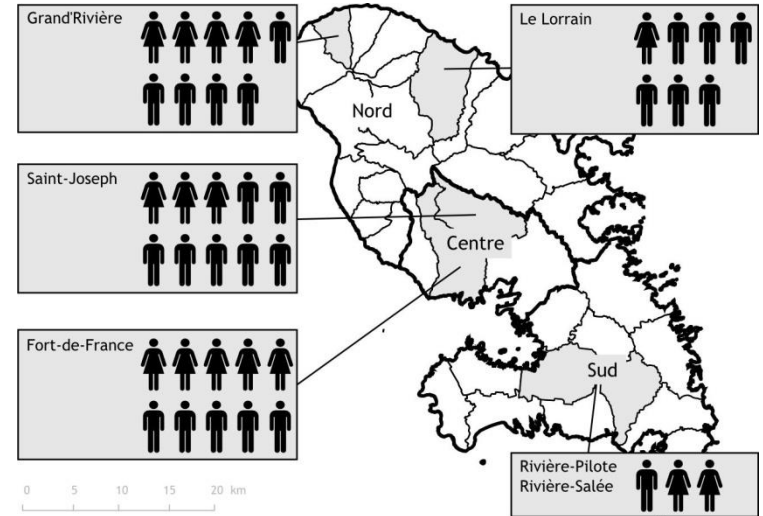 Grand'Rivière
Le Lorrain
Nord
Saint-Joseph
Centre
Fort-de-France
Sud
Rivière-Pilote
Rivière-Salée
0 5 10 15 20 km